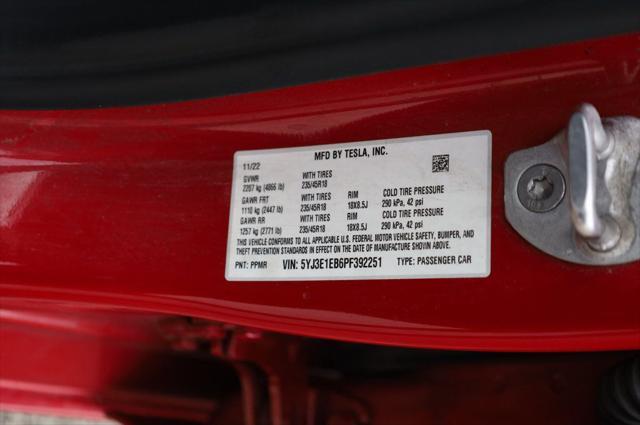 MFD BY TESLA, INC.
11/22
GVWR WITH TIRES
2207 kg (4866 lb) 235/45R18
GAWR FRT WITH TIRES RIM COLD TIRE PRESSURE
1110 kg (2447 lb) 235/45R18 18X8.5J 290 kPa, 42 psi
GAWR RR WITH TIRES RIM COLD TIRE PRESSURE
1257 kg (2771 lb) 235/45R18 18X8.5J 290 kPa, 42 psi
THIS VEHICLE CONFORMS TO ALL APPLICABLE U.S. FEDERAL MOTOR VEHICLE SAFETY, BUMPER, AND
THEFT PREVENTION STANDARDS IN EFFECT ON THE DATE OF MANUFACTURE SHOWN ABOVE.
PNT: PPMR VIN: 5YJ3E1EB6PF392251 TYPE: PASSENGER CAR